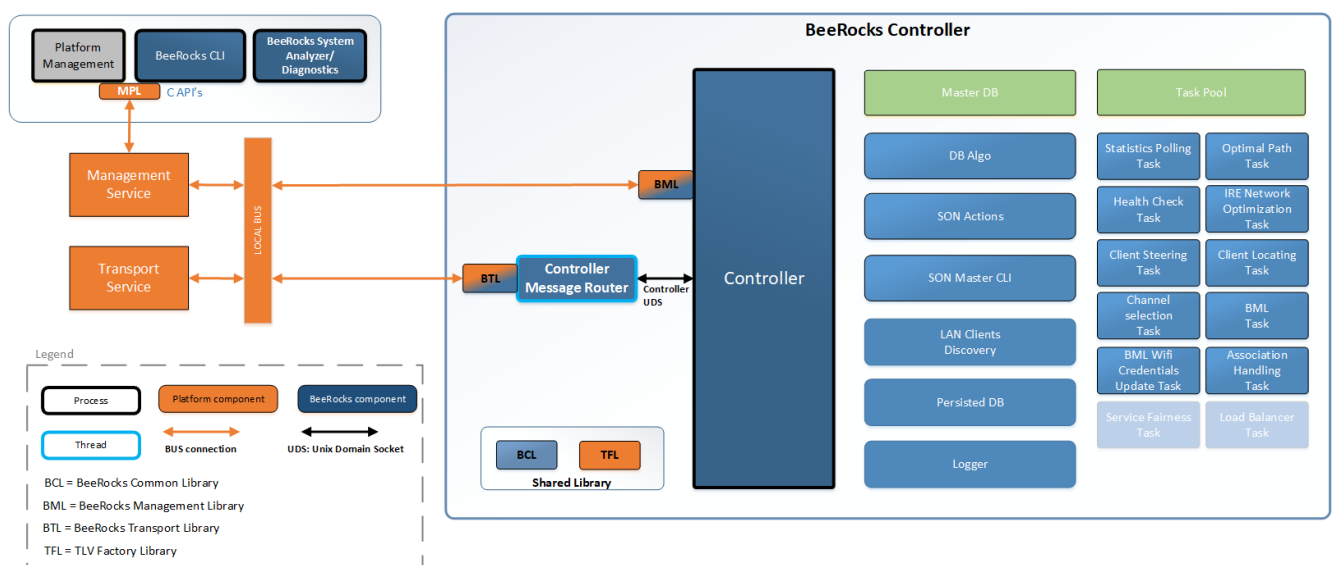 BeeRocks Controller
Platform
Management
BeeRocks CLI
BeeRocks System
Analyzer/
Diagnostics
MPL
C API's
Management
Service
Transport
Service
LOCAL BUS
BML
BTL
Controller
Message Router
Controller
UDS
Controller
Master DB
DB Algo
SON Actions
SON Master CLI
LAN Clients
Discovery
Persisted DB
Logger
Task Pool
Statistics Polling
Task
Optimal Path
Task
Health Check
Task
IRE Network
Optimization
Task
Client Steering
Task
Client Locating
Task
Channel
selection
Task
BML
Task
BML Wifi
Credentials
Update Task
Association
Handling
Task
Service Fairness
Task
Load Balancer
Task
BCL
TFL
Shared Library
Legend
Process
Platform component
BeeRocks component
Thread
BUS connection
UDS: Unix Domain Socket
BCL = BeeRocks Common Library
BML = BeeRocks Management Library
BTL = BeeRocks Transport Library
TFL = TLV Factory Library